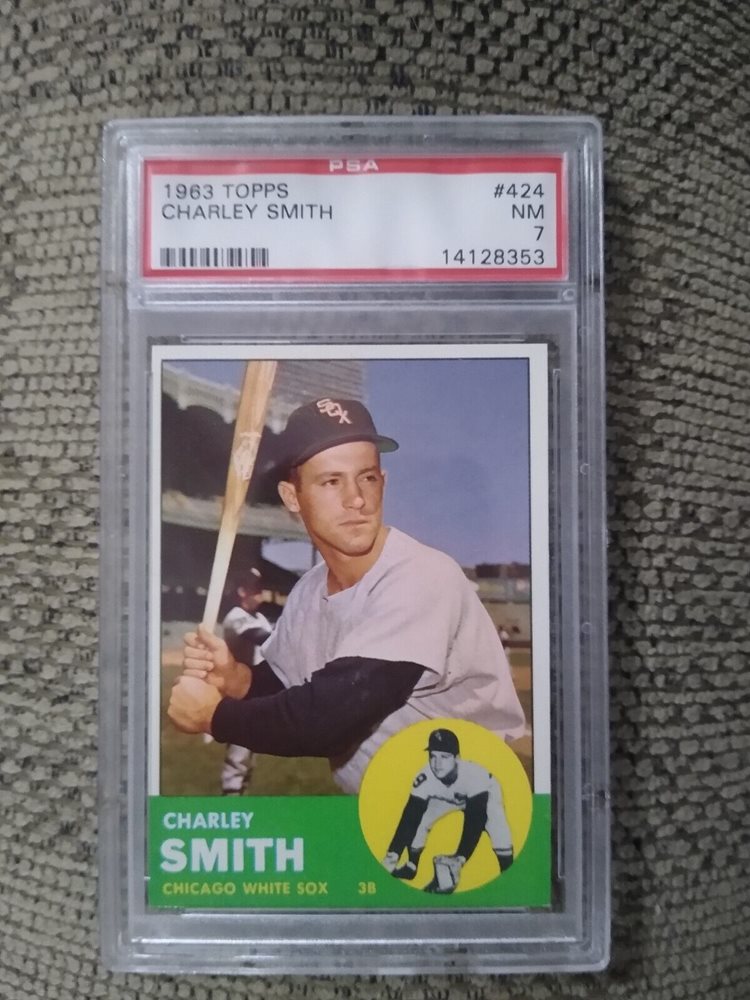 PSA
1963 TOPPS #424
CHARLEY SMITH NM
7
14128353
SOX
CHARLEY
SMITH
CHICAGO WHITE SOX 3B